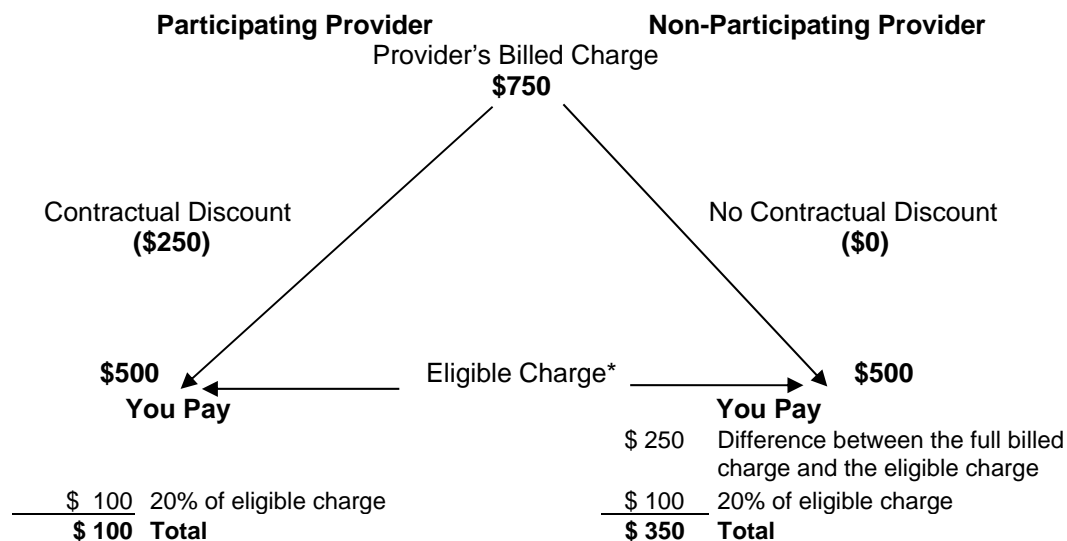 Participating Provider Non-Participating Provider
Provider's Billed Charge
$750
Contractual Discount No Contractual Discount
($250) ($0)
$500 Eligible Charge* $500
You Pay You Pay
$ 250 Difference between the full billed
charge and the eligible charge
$ 100 20% of eligible charge $ 100 20% of eligible charge
$ 100 Total $ 350 Total